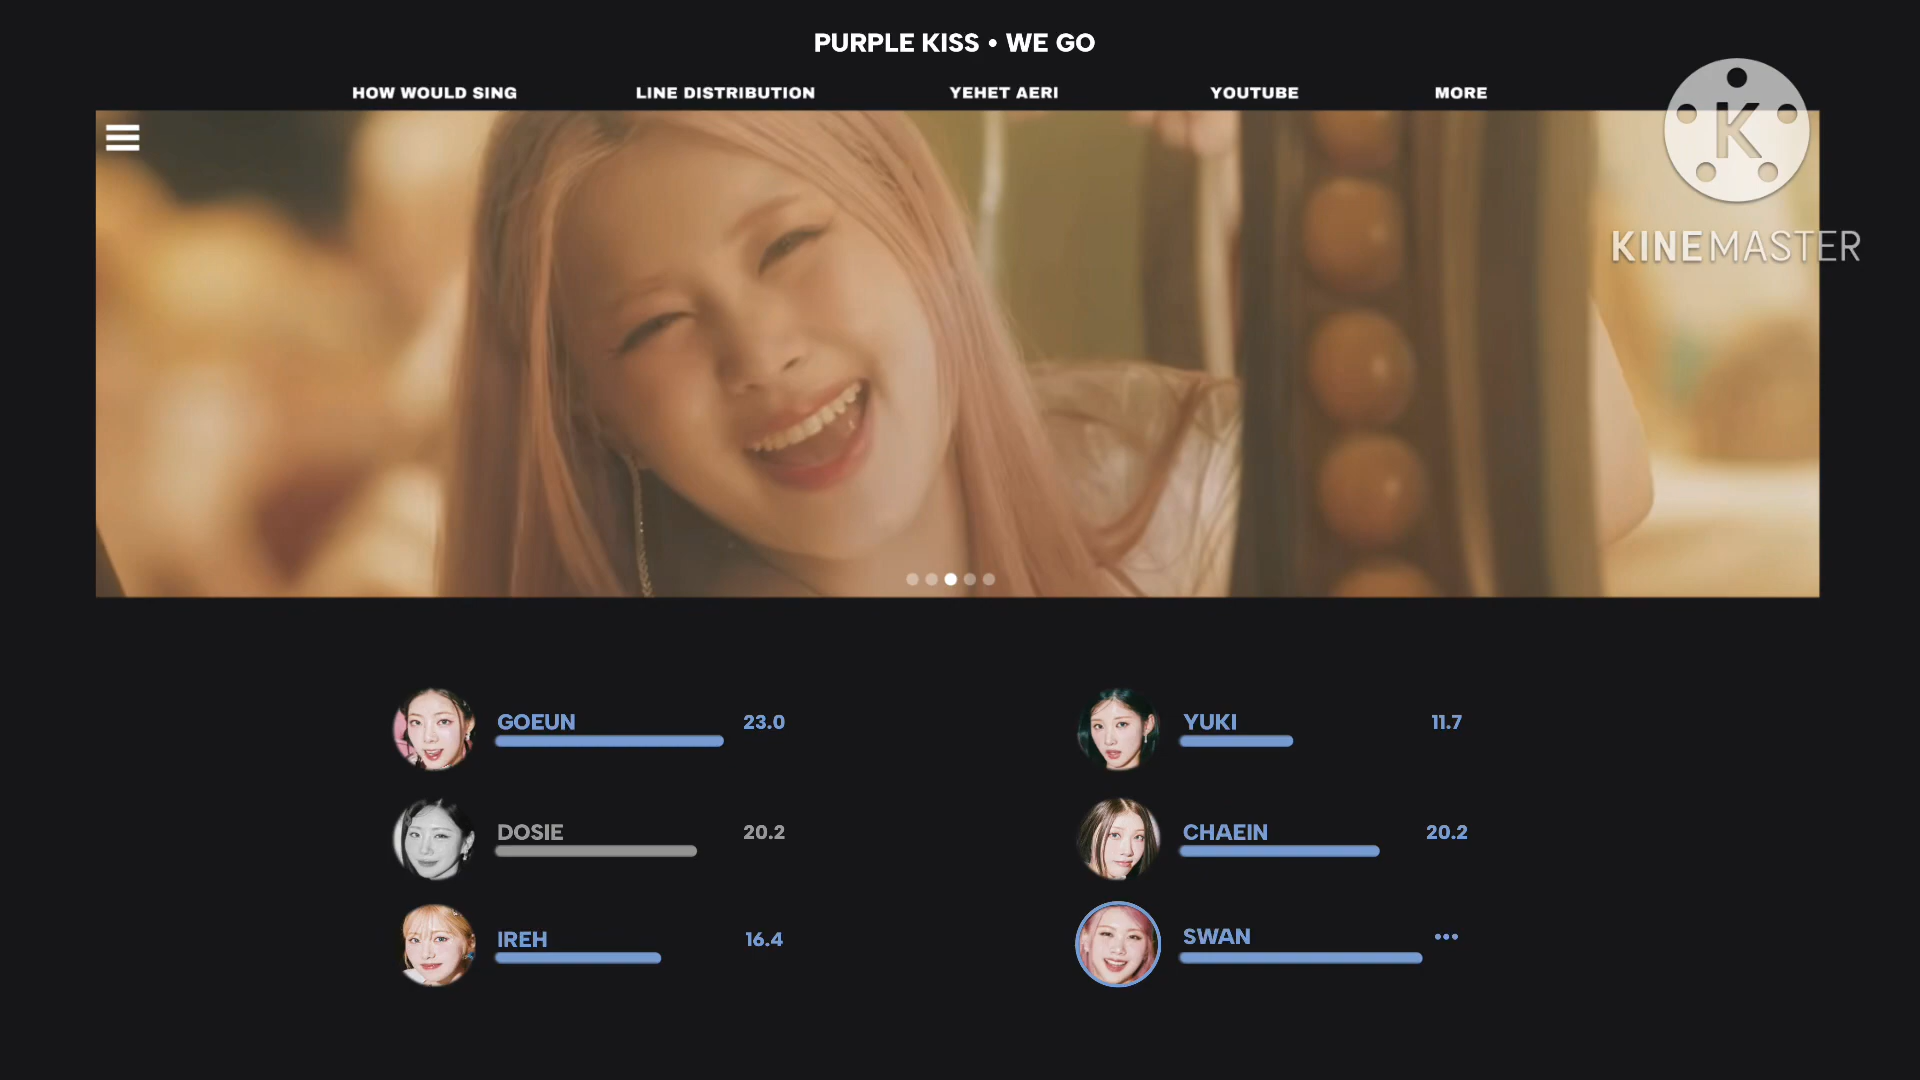 PURPLE KISS • WE GO
HOW WOULD SING
LINE DISTRIBUTION
YEHET AERI
YOUTUBE
MORE
K
KINEMASTER
GOEUN 23.0
YUKI 11.7
DOSIE 20.2
CHAEIN 20.2
IREH 16.4
SWAN •••